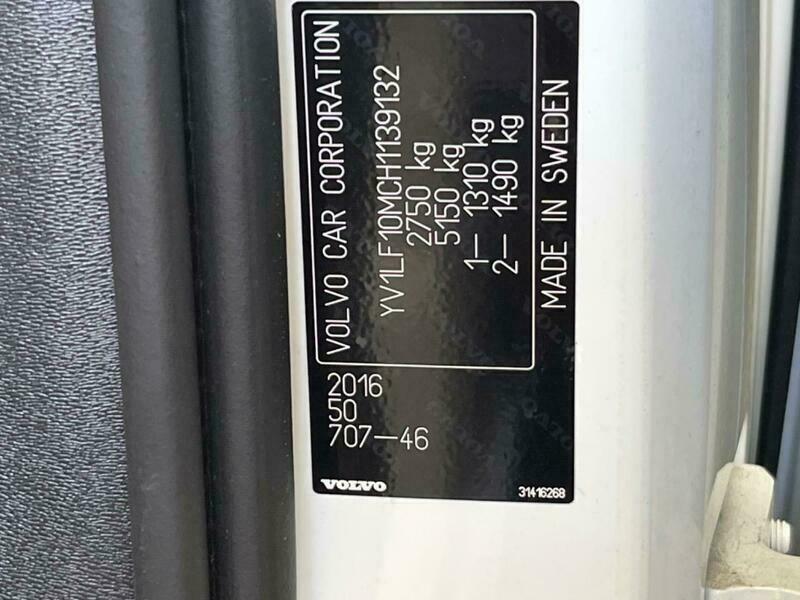 VOLVO CAR CORPORATION
YV1LF10MCH1139132
2750 kg
5150 kg
1- 1310 kg
2- 1490 kg
MADE IN SWEDEN
2016
50
707-46
VOLVO
31416268